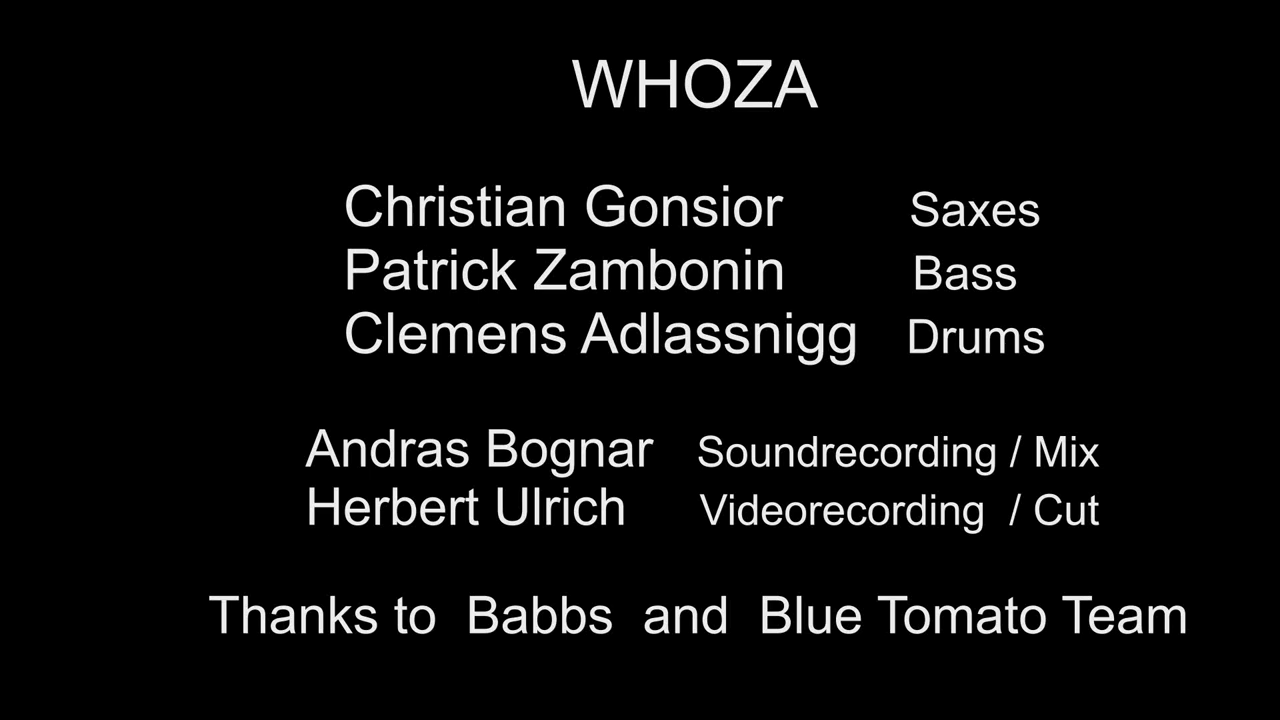 WHOZA
Christian Gonsior Saxes
Patrick Zambonin Bass
Clemens Adlassnigg Drums
Andras Bognar Soundrecording / Mix
Herbert Ulrich Videorecording / Cut
Thanks to Babbs and Blue Tomato Team